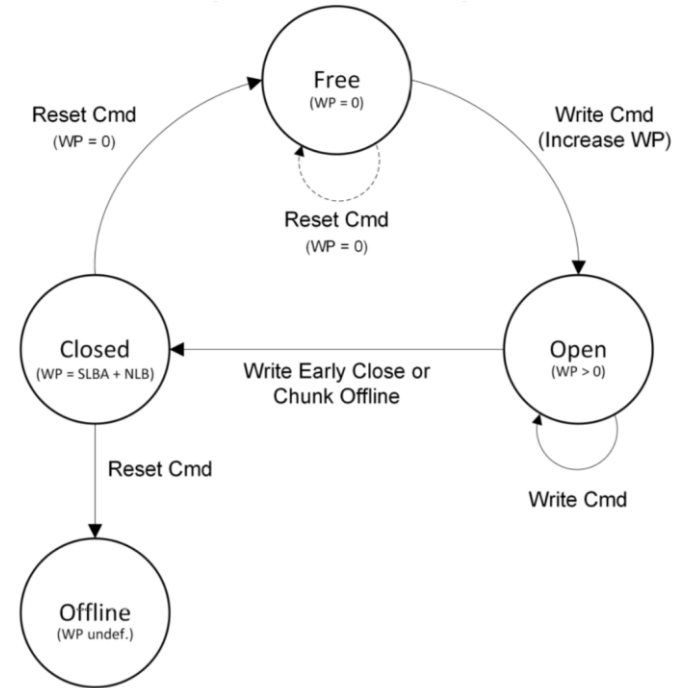 Free
(WP = 0)
Reset Cmd
(WP = 0)
Write Cmd
(Increase WP)
Reset Cmd
(WP = 0)
Closed
(WP = SLBA + NLB)
Open
(WP > 0)
Write Early Close or
Chunk Offline
Reset Cmd
Write Cmd
Offline
(WP undef.)